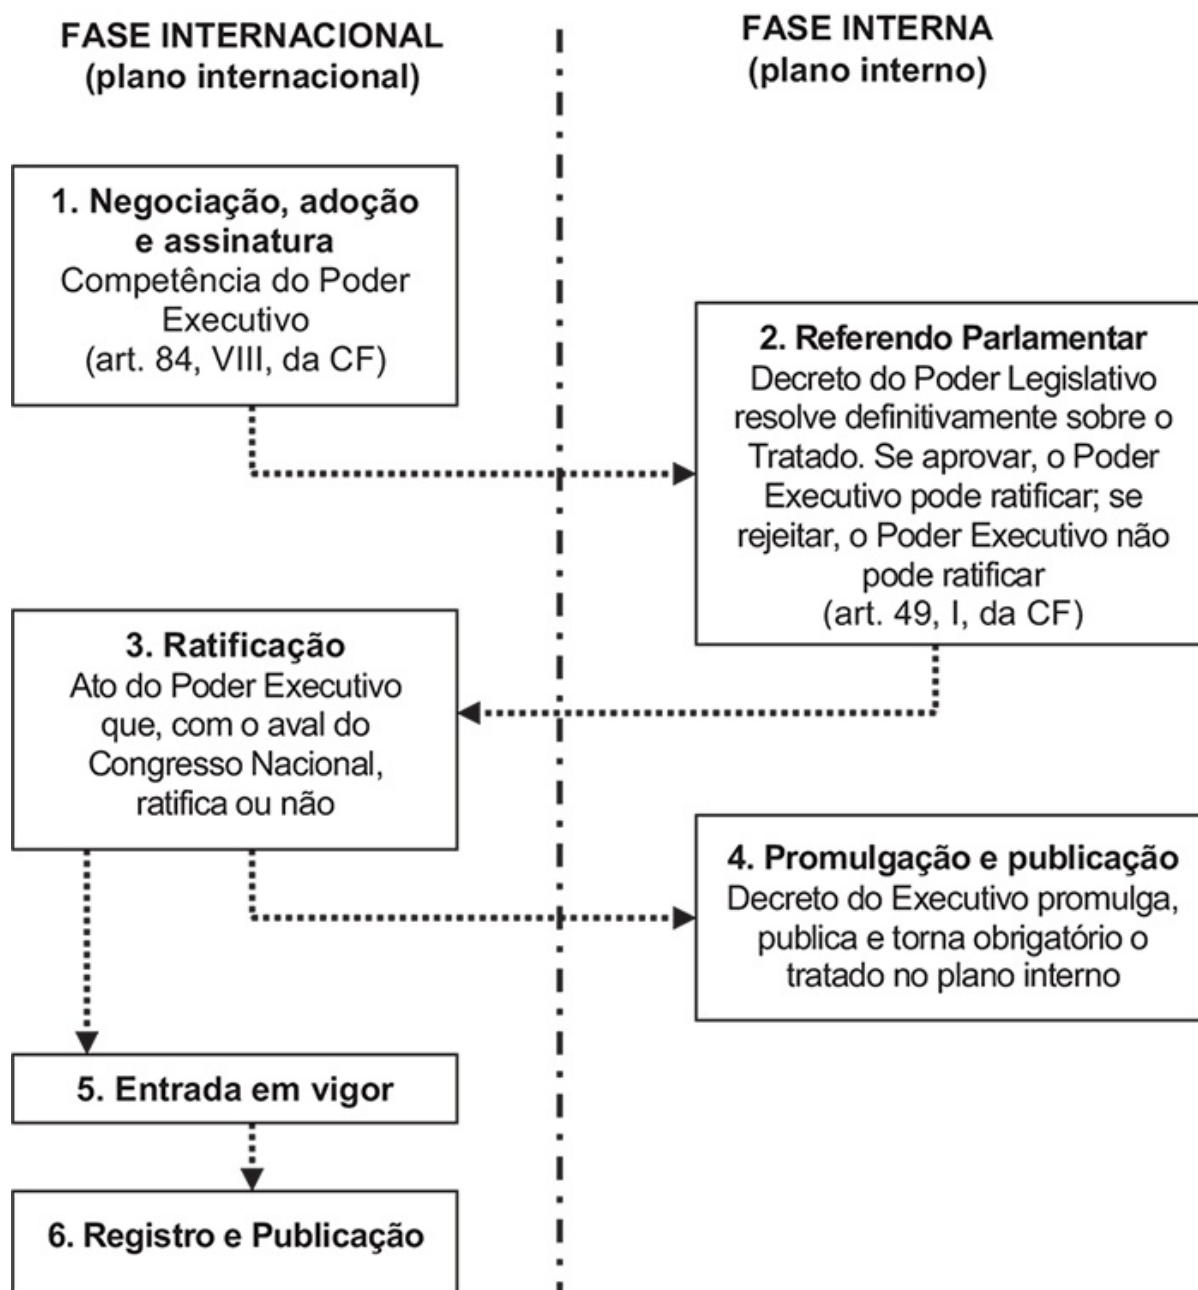 FASE INTERNACIONAL
(plano internacional)
FASE INTERNA
(plano interno)
1. Negociação, adoção
e assinatura
Competência do Poder
Executivo
(art. 84, VIII, da CF)
2. Referendo Parlamentar
Decreto do Poder Legislativo
resolve definitivamente sobre o
Tratado. Se aprovar, o Poder
Executivo pode ratificar; se
rejeitar, o Poder Executivo não
pode ratificar
(art. 49, I, da CF)
3. Ratificação
Ato do Poder Executivo
que, com o aval do
Congresso Nacional,
ratifica ou não
4. Promulgação e publicação
Decreto do Executivo promulga,
publica e torna obrigatório o
tratado no plano interno
5. Entrada em vigor
6. Registro e Publicação